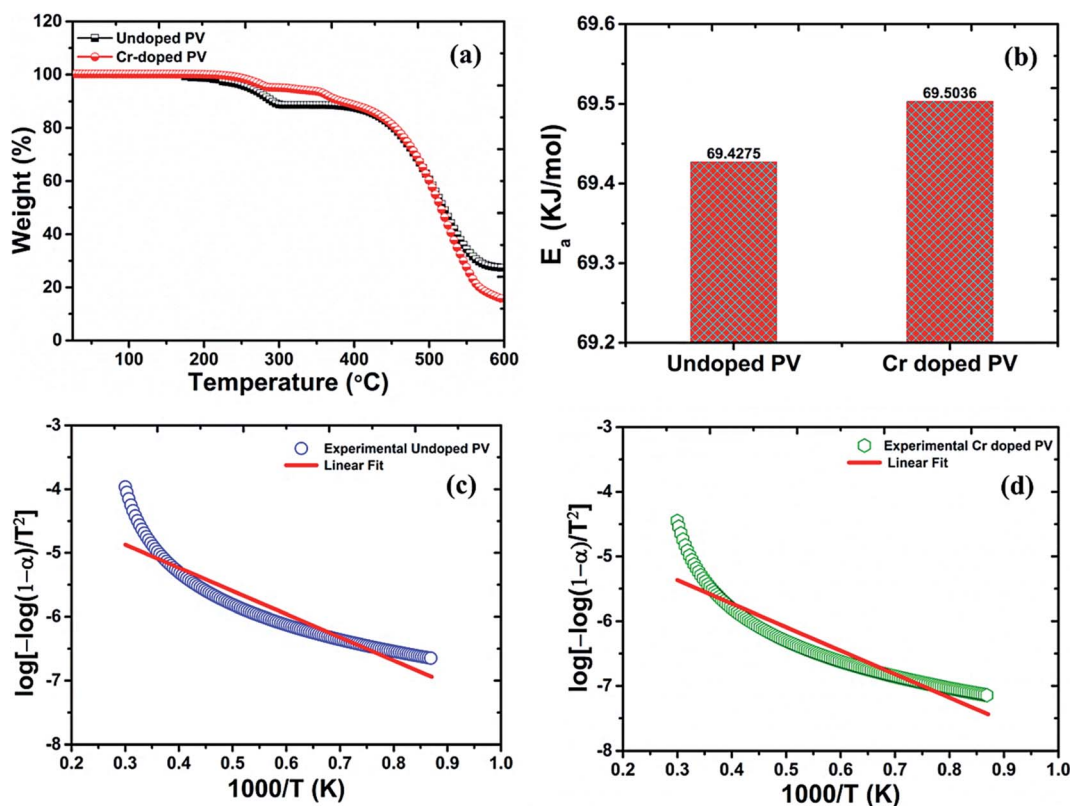 120
100
80
60
40
20
0
Weight (%)
Undoped PV
Cr-doped PV
(a)
100 200 300 400 500 600
Temperature (°C)
69.6
69.5
69.4
69.3
69.2
Eₐ (KJ/mol)
(b)
69.4275
69.5036
Undoped PV Cr doped PV
-3
-4
-5
-6
-7
-8
log[−log(1−α)/T²]
Experimental Undoped PV
Linear Fit
(c)
0.2 0.3 0.4 0.5 0.6 0.7 0.8 0.9 1.0
1000/T (K)
-3
-4
-5
-6
-7
-8
log[−log(1−α)/T²]
Experimental Cr doped PV
Linear Fit
(d)
0.2 0.3 0.4 0.5 0.6 0.7 0.8 0.9 1.0
1000/T (K)